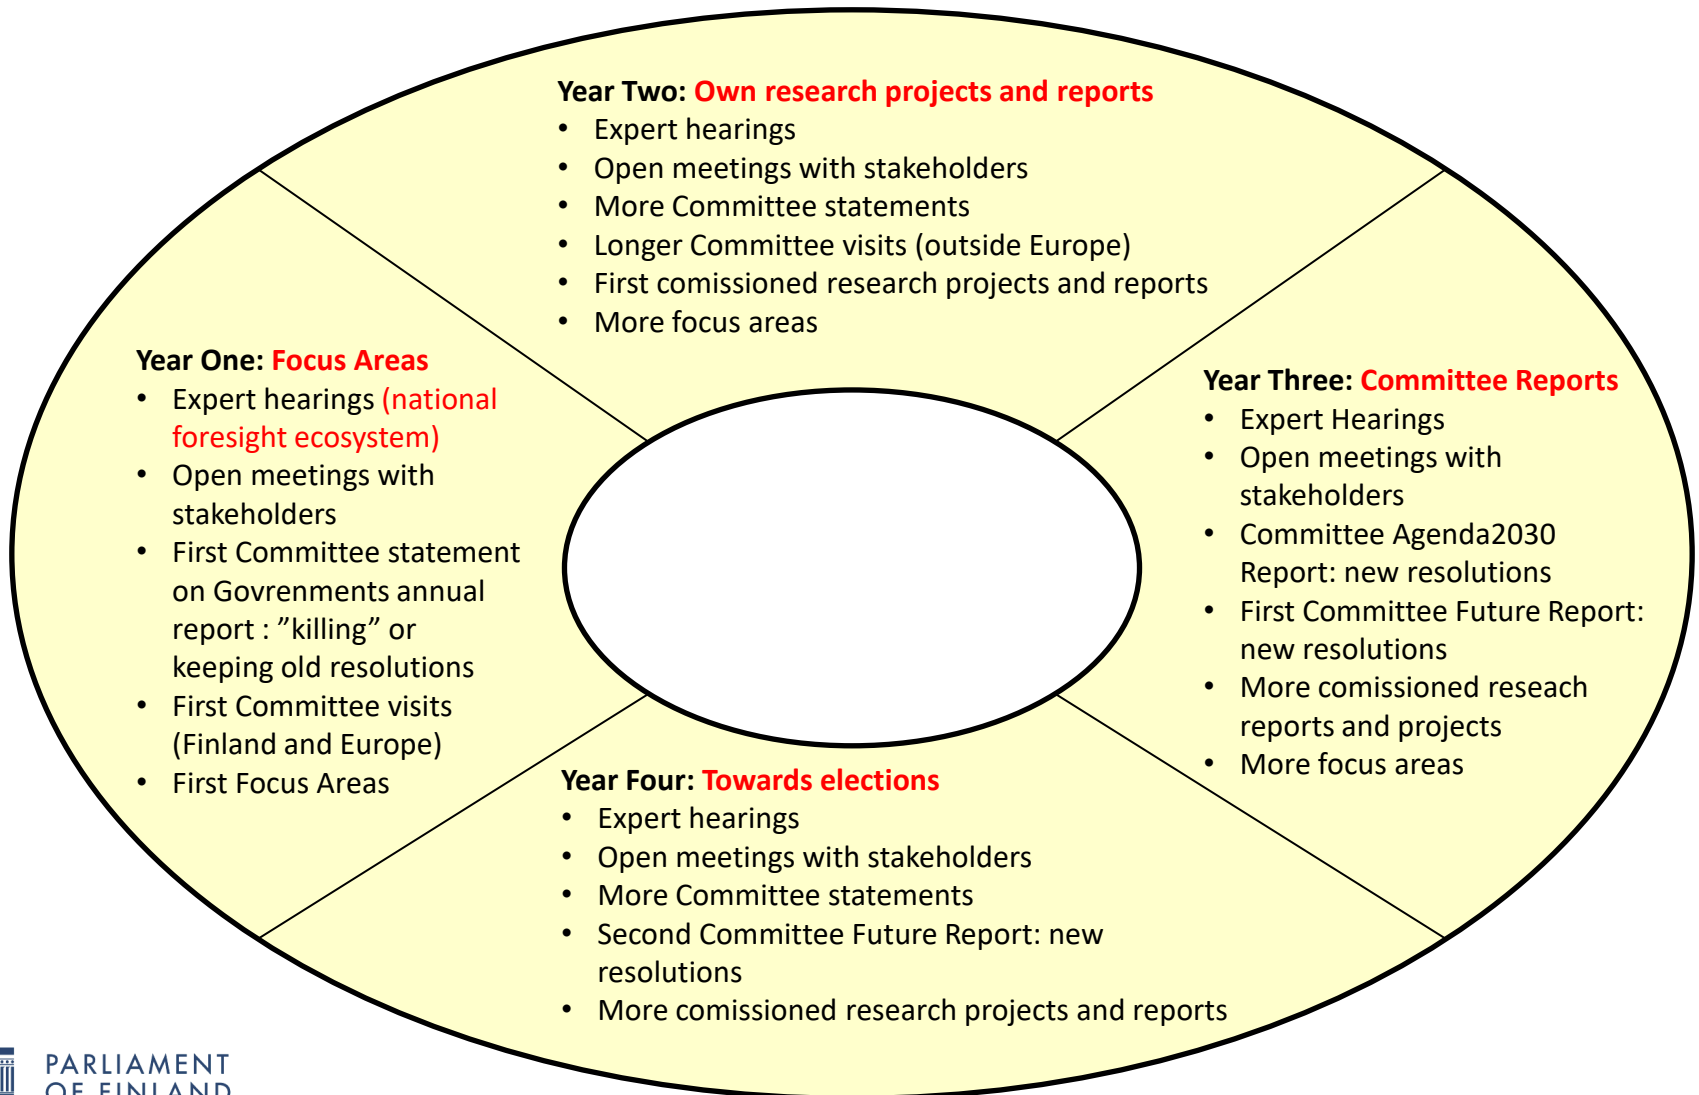 Year Two: Own research projects and reports
• Expert hearings
• Open meetings with stakeholders
• More Committee statements
• Longer Committee visits (outside Europe)
• First comissioned research projects and reports
• More focus areas
Year One: Focus Areas
• Expert hearings (national
foresight ecosystem)
• Open meetings with
stakeholders
• First Committee statement
on Govrenments annual
report : ”killing” or
keeping old resolutions
• First Committee visits
(Finland and Europe)
• First Focus Areas
Year Three: Committee Reports
• Expert Hearings
• Open meetings with
stakeholders
• Committee Agenda2030
Report: new resolutions
• First Committee Future Report:
new resolutions
• More comissioned reseach
reports and projects
• More focus areas
Year Four: Towards elections
• Expert hearings
• Open meetings with stakeholders
• More Committee statements
• Second Committee Future Report: new
resolutions
• More comissioned research projects and reports
PARLIAMENT
OF FINLAND